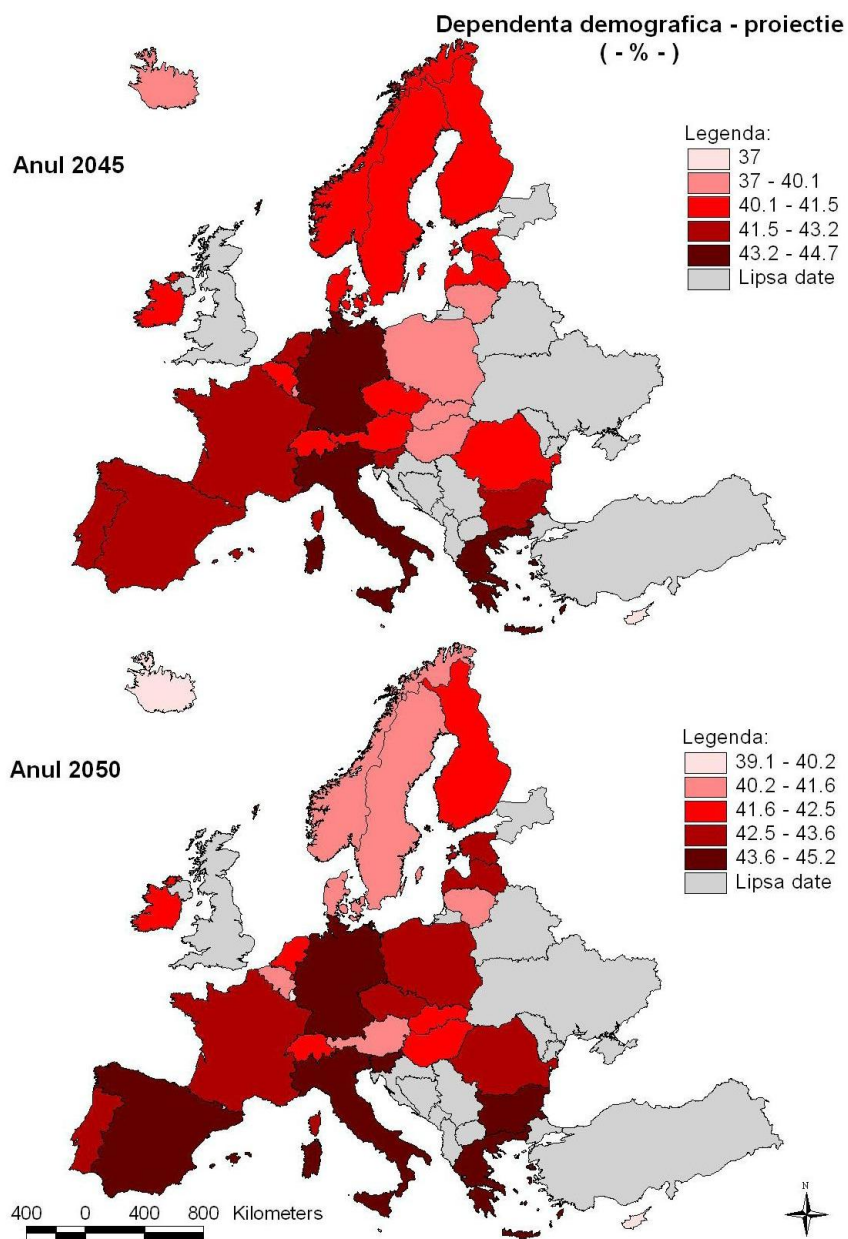 Dependenta demografica - proiectie
( - % - )
Anul 2045
Legenda:
37
37 - 40.1
40.1 - 41.5
41.5 - 43.2
43.2 - 44.7
Lipsa date
Anul 2050
Legenda:
39.1 - 40.2
40.2 - 41.6
41.6 - 42.5
42.5 - 43.6
43.6 - 45.2
Lipsa date
400 0 400 800 Kilometers
N